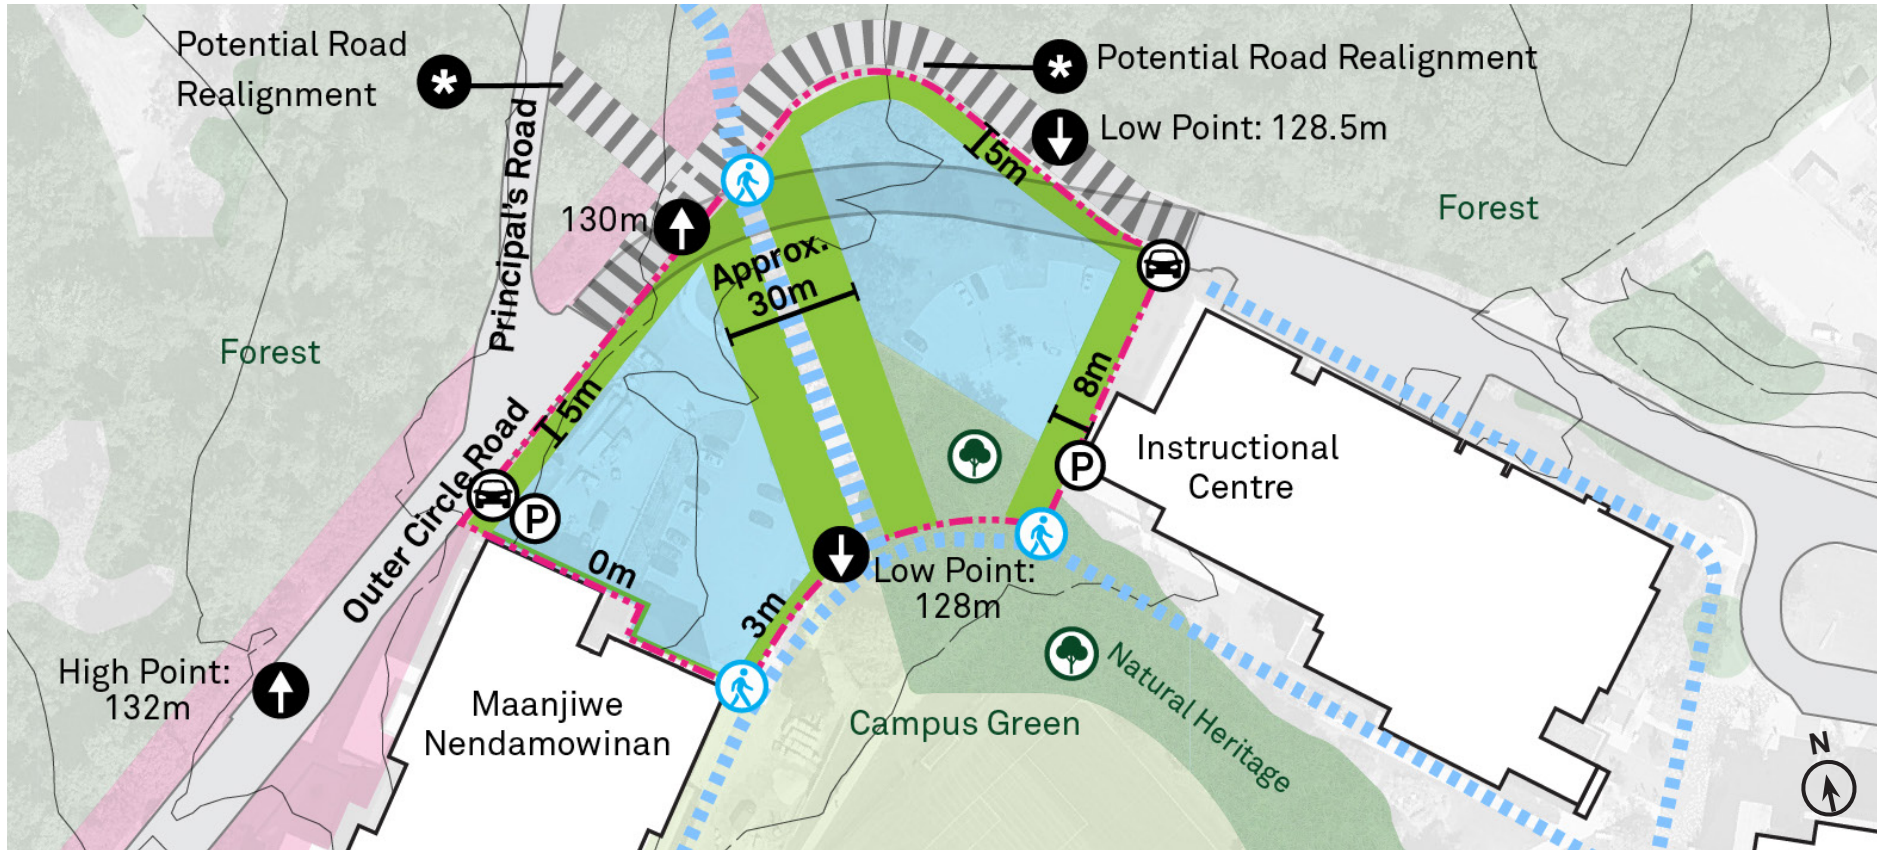 Potential Road
Realignment
*
* Potential Road Realignment
Low Point: 128.5m
Principal's Road
130m
5m
Forest
Approx.
30m
Forest
5m
8m
Outer Circle Road
P
P
Instructional
Centre
0m
3m
Low Point:
128m
High Point:
132m
Maanjiwe
Nendamowinan
Campus Green
Natural Heritage
N